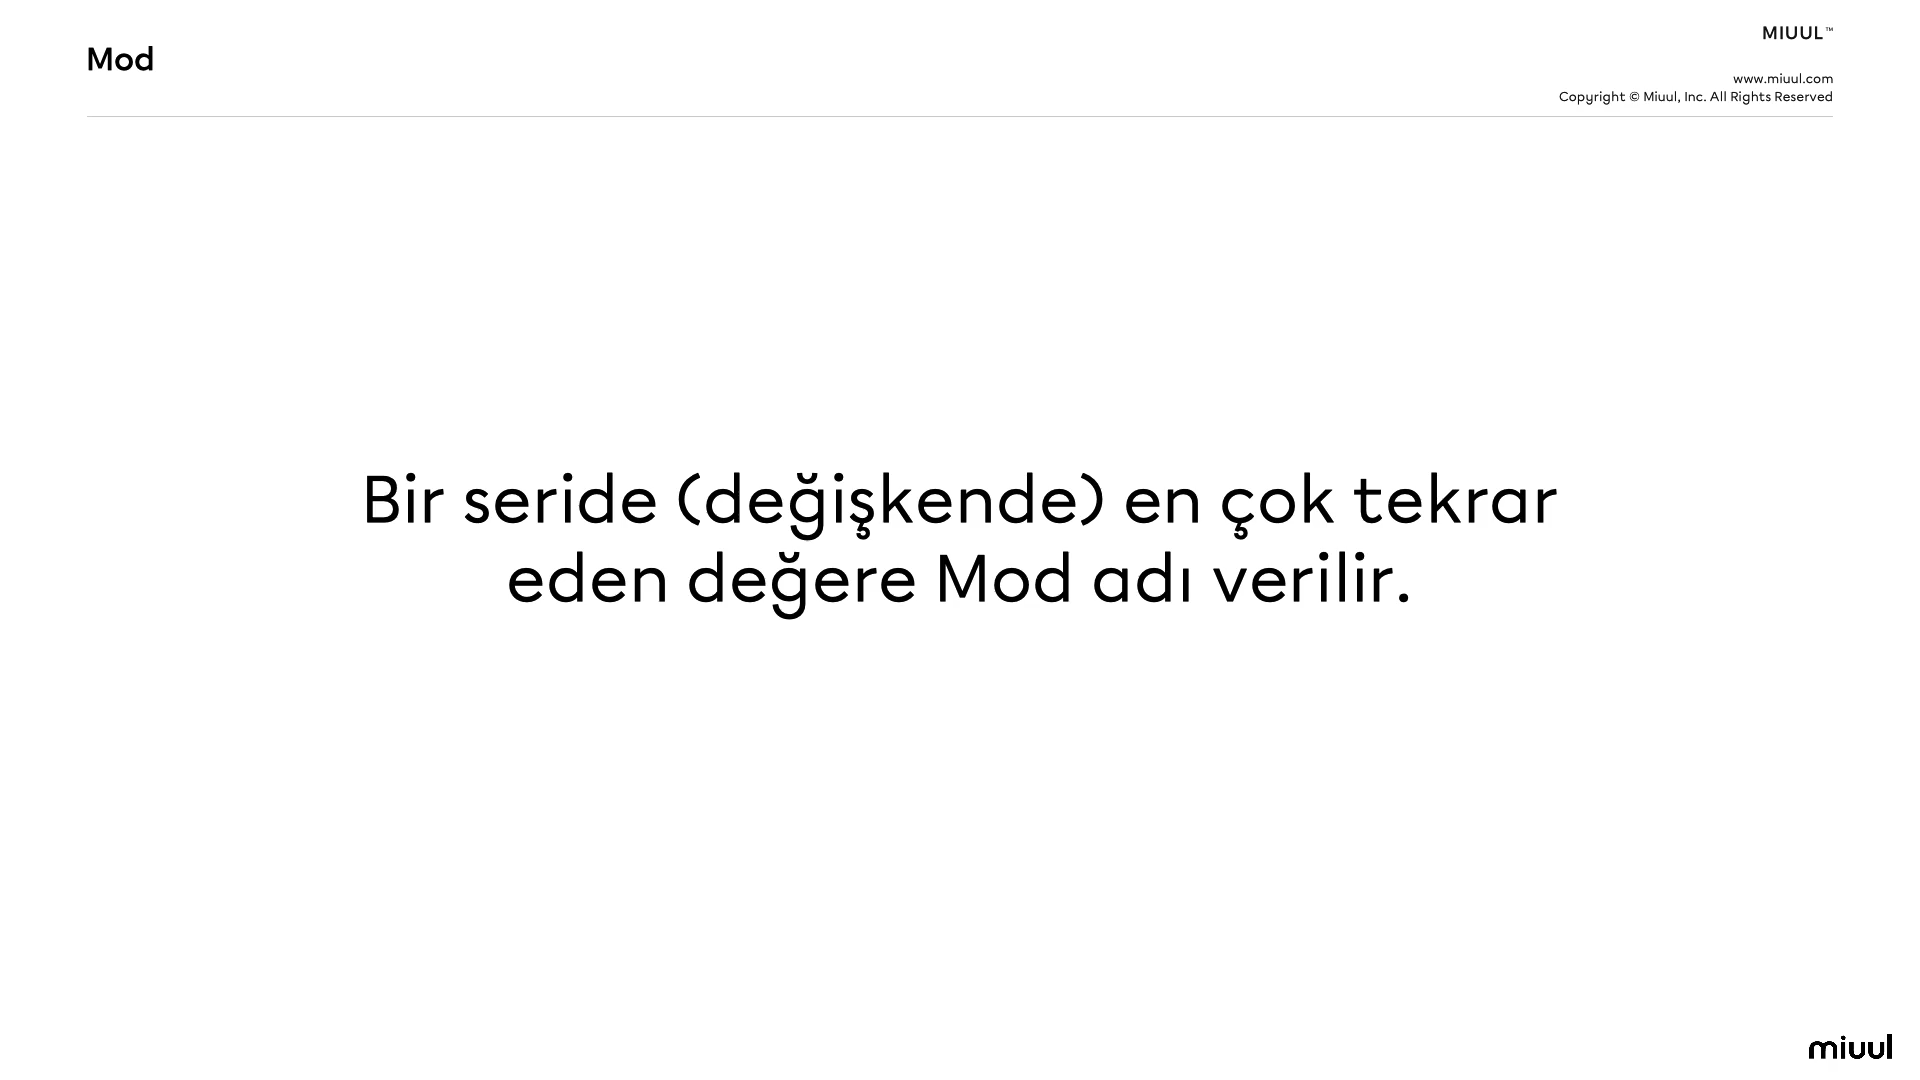 Mod
MIUUL™
www.miuul.com
Copyright © Miuul, Inc. All Rights Reserved
Bir seride (değişkende) en çok tekrar
eden değere Mod adı verilir.
miuul